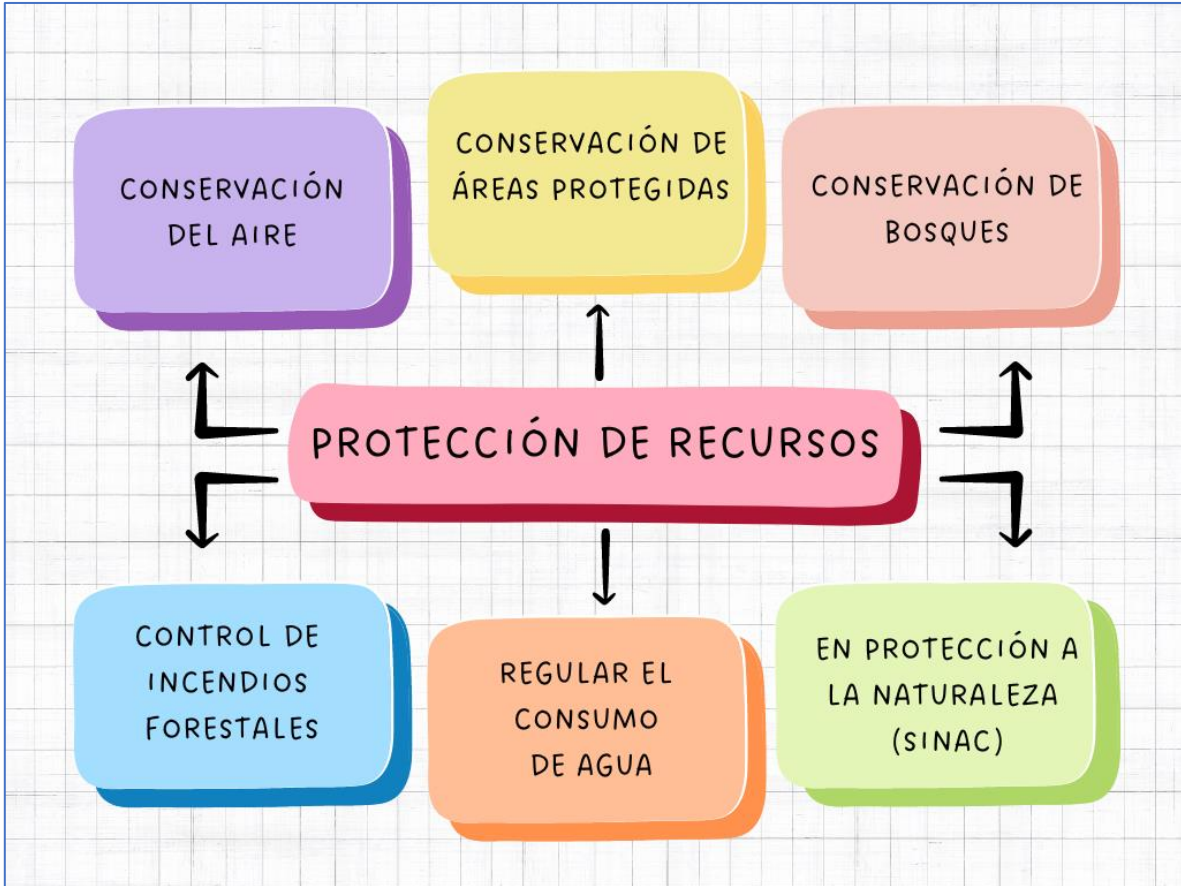 CONSERVACIÓN
DEL AIRE
CONSERVACIÓN DE
ÁREAS PROTEGIDAS
CONSERVACIÓN DE
BOSQUES
PROTECCIÓN DE RECURSOS
CONTROL DE
INCENDIOS
FORESTALES
REGULAR EL
CONSUMO
DE AGUA
EN PROTECCIÓN A
LA NATURALEZA
(SINAC)